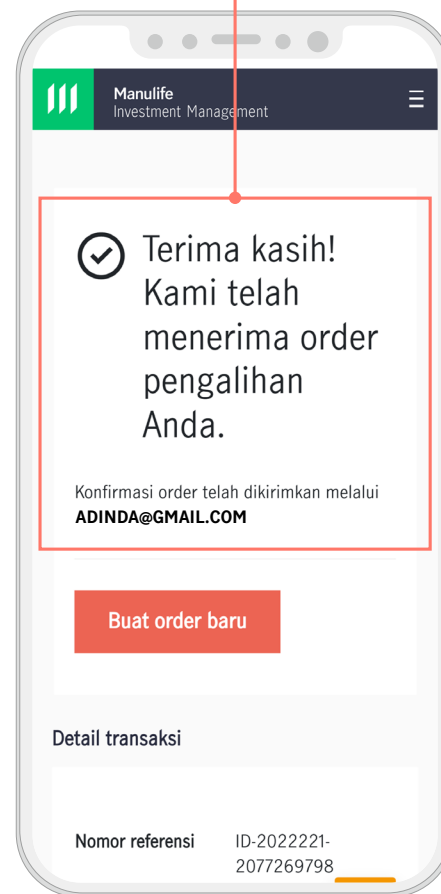 Manulife
Investment Management
Terima kasih!
Kami telah
menerima order
pengalihan
Anda.
Konfirmasi order telah dikirimkan melalui
ADINDA@GMAIL.COM
Buat order baru
Detail transaksi
Nomor referensi ID-2022221-
2077269798